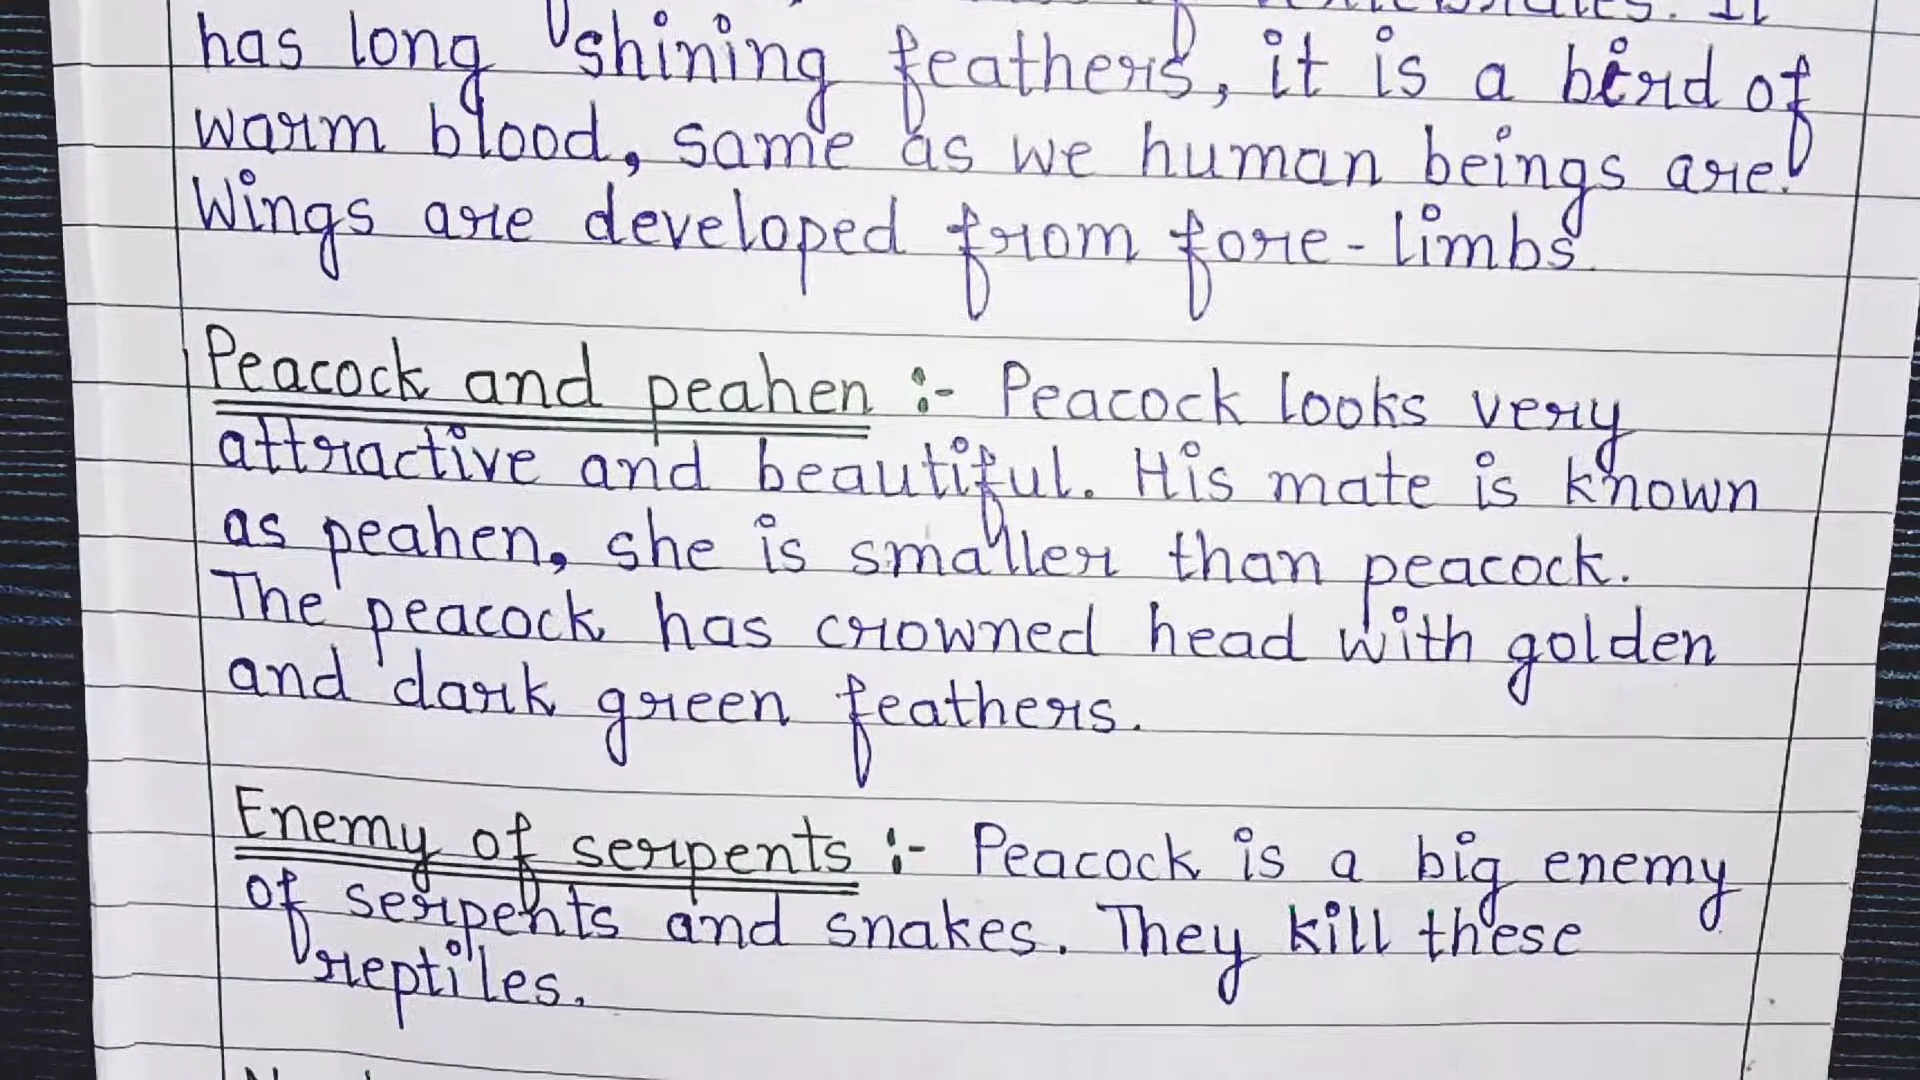 It
has long shining feathers, it is a bird of
warm blood, same as we human beings are.
Wings are developed from fore-limbs
Peacock and peahen :- Peacock looks very
attractive and beautiful. His mate is known
as peahen, she is smaller than peacock.
The peacock has crowned head with golden
and dark green feathers.
Enemy of serpents :- Peacock is a big enemy
of serpents and snakes. They kill these
reptiles.